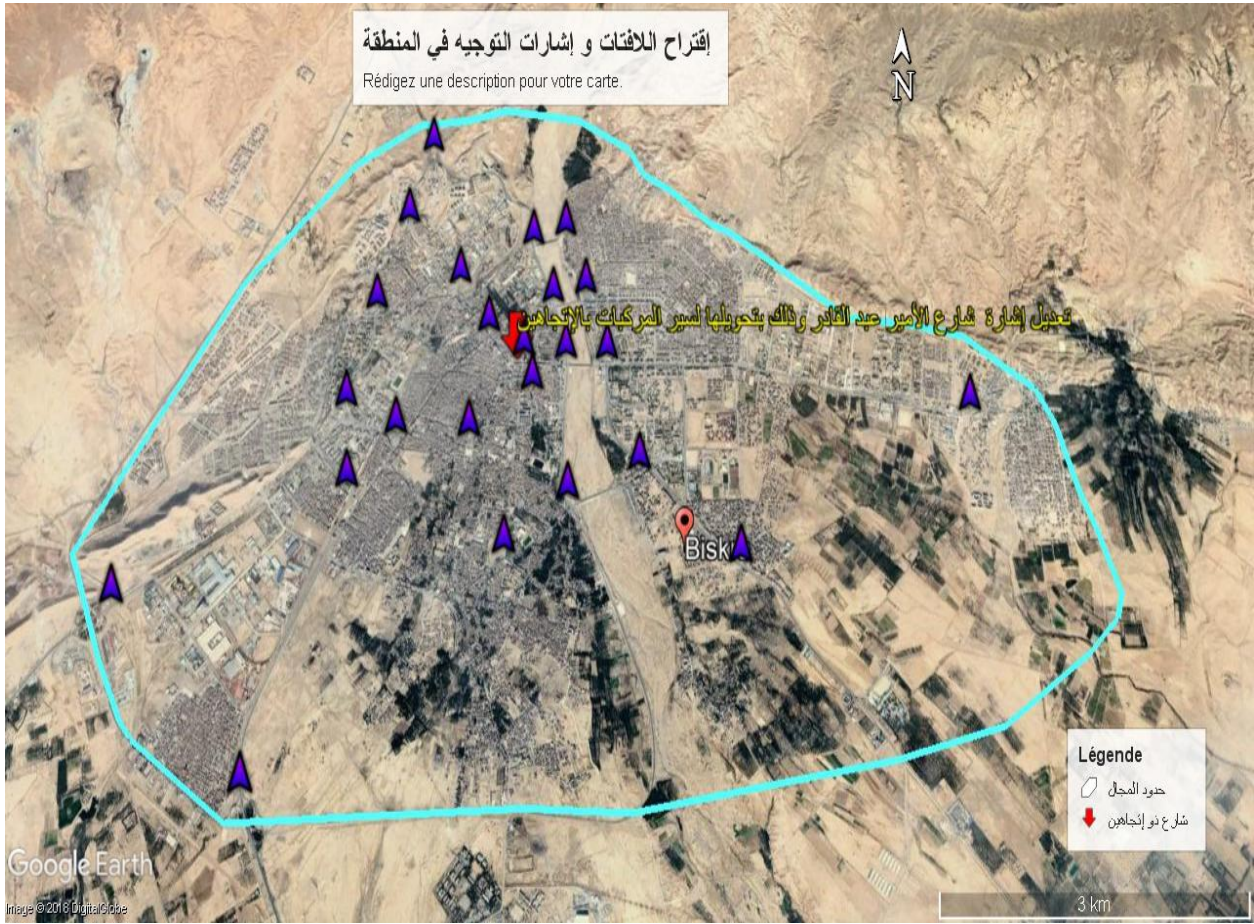 إقتراح اللافتات و إشارات التوجيه في المنطقة
Rédigez une description pour votre carte.
N
تعديل إشارة شارع الأمير عبد القادر وذلك بتحويلها لسير المركبات بالإتجاهين
Bisk
Légende
حدود المجال
شارع ذو إتجاهين
Google Earth
Image © 2018 DigitalGlobe
3 km